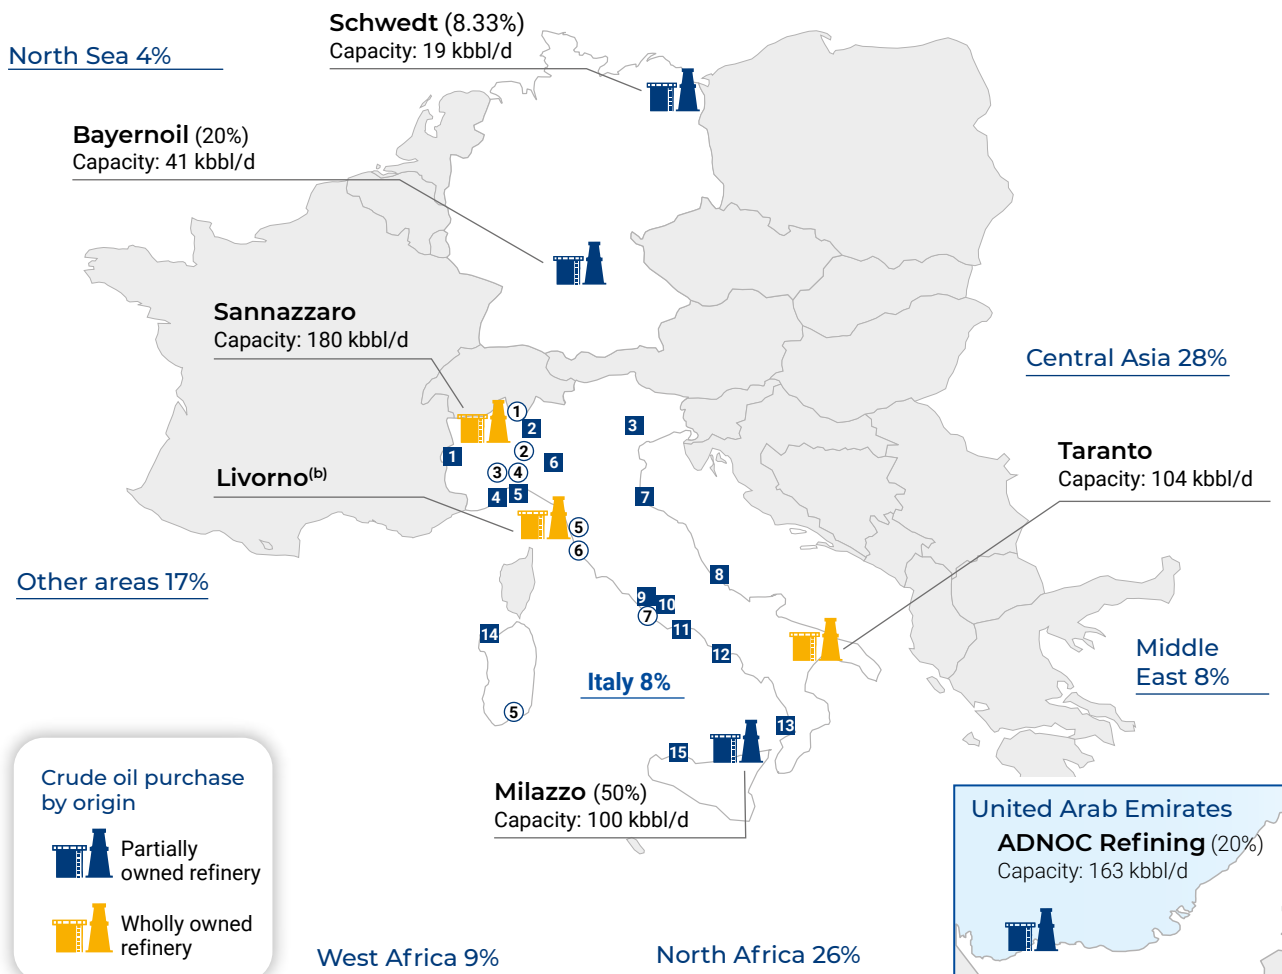 Schwedt (8.33%)
Capacity: 19 kbbl/d
North Sea 4%
Bayernoil (20%)
Capacity: 41 kbbl/d
Sannazzaro
Capacity: 180 kbbl/d
Central Asia 28%
Livorno(b)
Taranto
Capacity: 104 kbbl/d
1
2
3
1
2
6
3
4
4
5
7
5
6
8
9
10
7
11
12
14
5
13
15
Other areas 17%
Italy 8%
Middle
East 8%
Milazzo (50%)
Capacity: 100 kbbl/d
Crude oil purchase
by origin
Partially
owned refinery
Wholly owned
refinery
United Arab Emirates
ADNOC Refining (20%)
Capacity: 163 kbbl/d
West Africa 9%
North Africa 26%